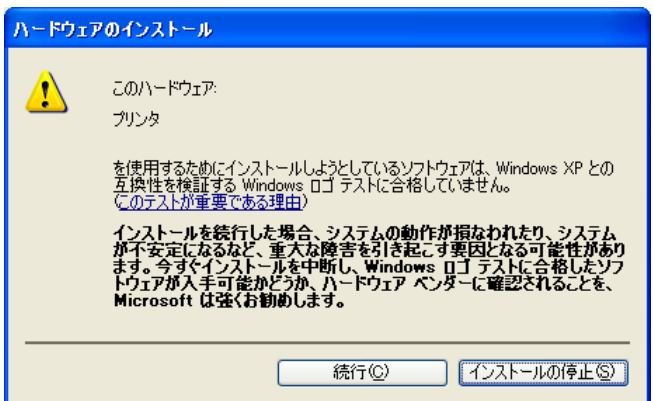 ハードウェアのインストール
このハードウェア:
プリンタ
を使用するためにインストールしようとしているソフトウェアは、Windows XP との
互換性を検証する Windows ロゴ テストに合格していません。
(このテストが重要である理由)
インストールを続行した場合、システムの動作が損なわれたり、システム
が不安定になるなど、重大な障害を引き起こす要因となる可能性があり
ます。今すぐインストールを中断し、Windows ロゴ テストに合格したソフ
トウェアが入手可能かどうか、ハードウェア ベンダーに確認されることを、
Microsoft は強くお勧めします。
続行(C)
インストールの停止(S)